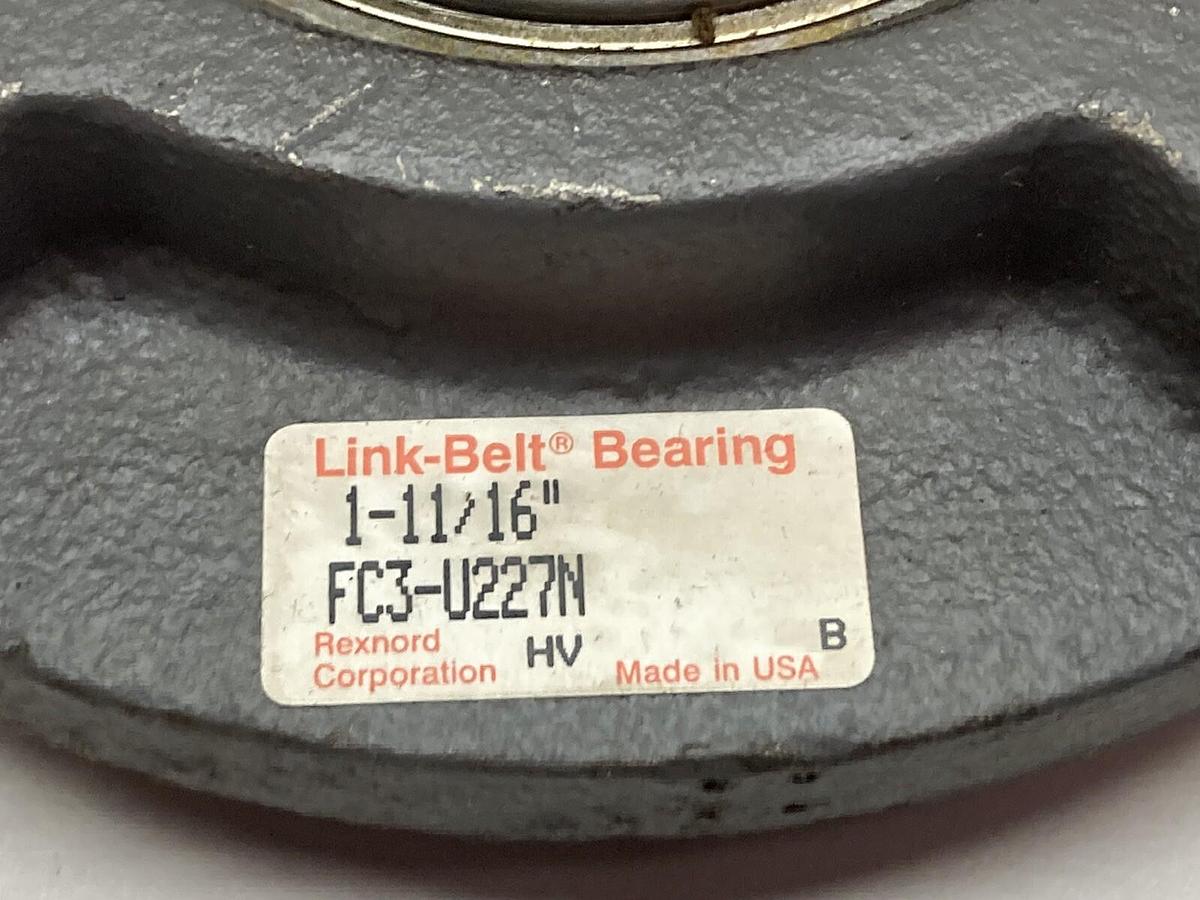 Link-Belt® Bearing
1-11/16"
FC3-U227N
Rexnord
Corporation
HV
Made in USA
B